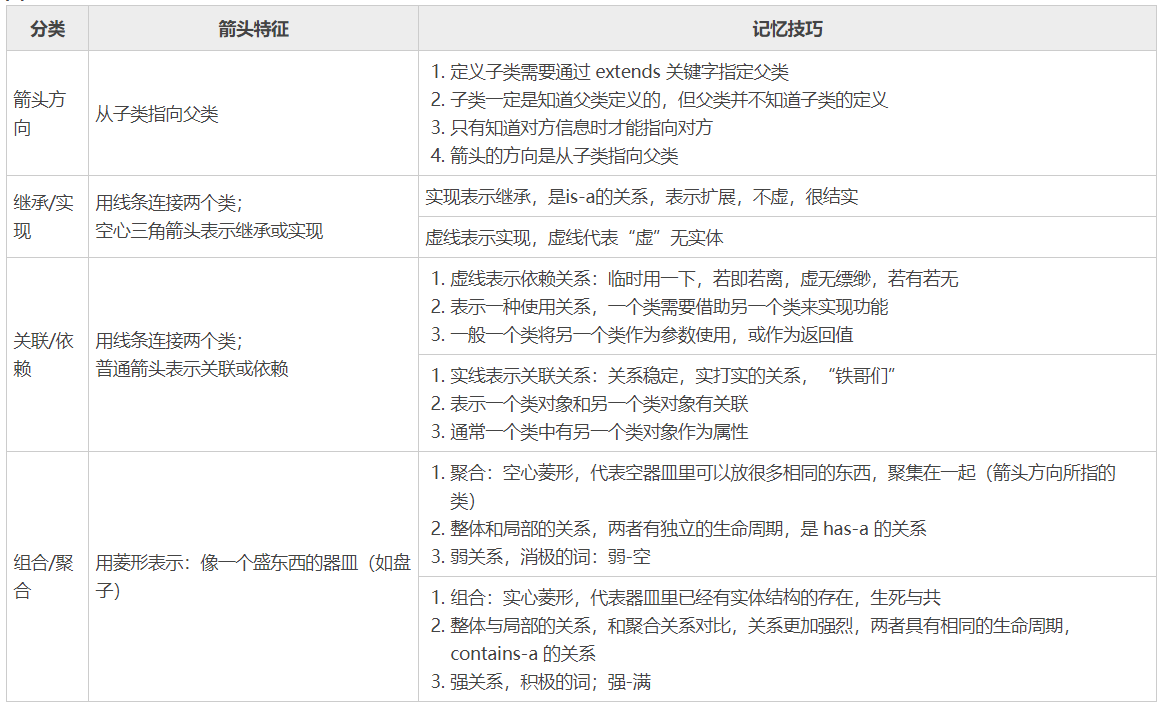 分类
箭头特征
记忆技巧
箭头方
向
从子类指向父类
1. 定义子类需要通过 extends 关键字指定父类
2. 子类一定是知道父类定义的，但父类并不知道子类的定义
3. 只有知道对方信息时才能指向对方
4. 箭头的方向是从子类指向父类
继承/实
现
用线条连接两个类；
空心三角箭头表示继承或实现
实现表示继承，是is-a的关系，表示扩展，不虚，很结实
虚线表示实现，虚线代表“虚”无实体
关联/依
赖
用线条连接两个类；
普通箭头表示关联或依赖
1. 虚线表示依赖关系：临时用一下，若即若离，虚无缥缈，若有若无
2. 表示一种使用关系，一个类需要借助另一个类来实现功能
3. 一般一个类将另一个类作为参数使用，或作为返回值
1. 实线表示关联关系：关系稳定，实打实的关系，“铁哥们”
2. 表示一个类对象和另一个类对象有关联
3. 通常一个类中有另一个类对象作为属性
组合/聚
合
用菱形表示：像一个盛东西的器皿（如盘
子）
1. 聚合：空心菱形，代表空器皿里可以放很多相同的东西，聚集在一起（箭头方向所指的
类）
2. 整体和局部的关系，两者有独立的生命周期，是 has-a 的关系
3. 弱关系，消极的词：弱-空
1. 组合：实心菱形，代表器皿里已经有实体结构的存在，生死与共
2. 整体与局部的关系，和聚合关系对比，关系更加强烈，两者具有相同的生命周期，
contains-a 的关系
3. 强关系，积极的词；强-满